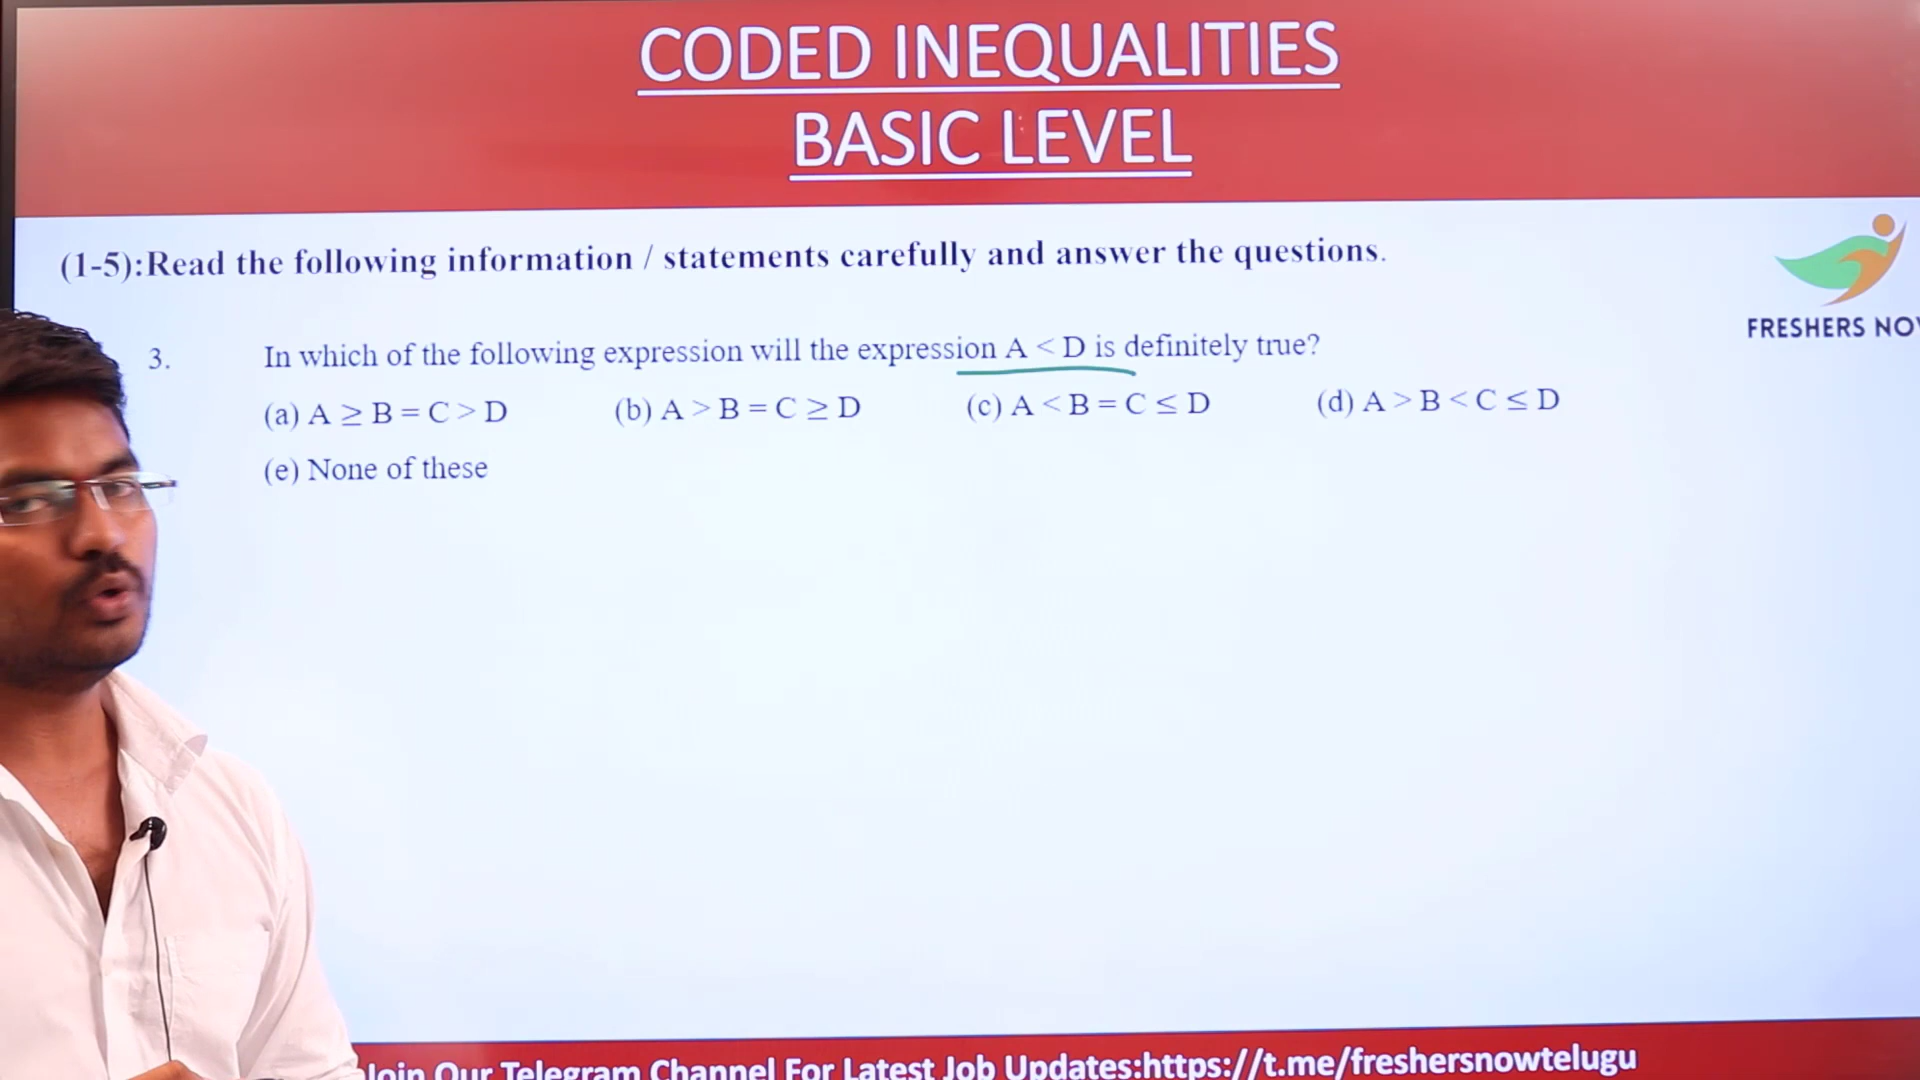 CODED INEQUALITIES
BASIC LEVEL
(1-5):Read the following information / statements carefully and answer the questions.
FRESHERS NO
3. In which of the following expression will the expression A < D is definitely true?
(a) A ≥ B = C > D (b) A > B = C ≥ D (c) A < B = C ≤ D (d) A > B < C ≤ D
(e) None of these
Join Our Telegram Channel For Latest Job Updates:https://t.me/freshersnowtelugu